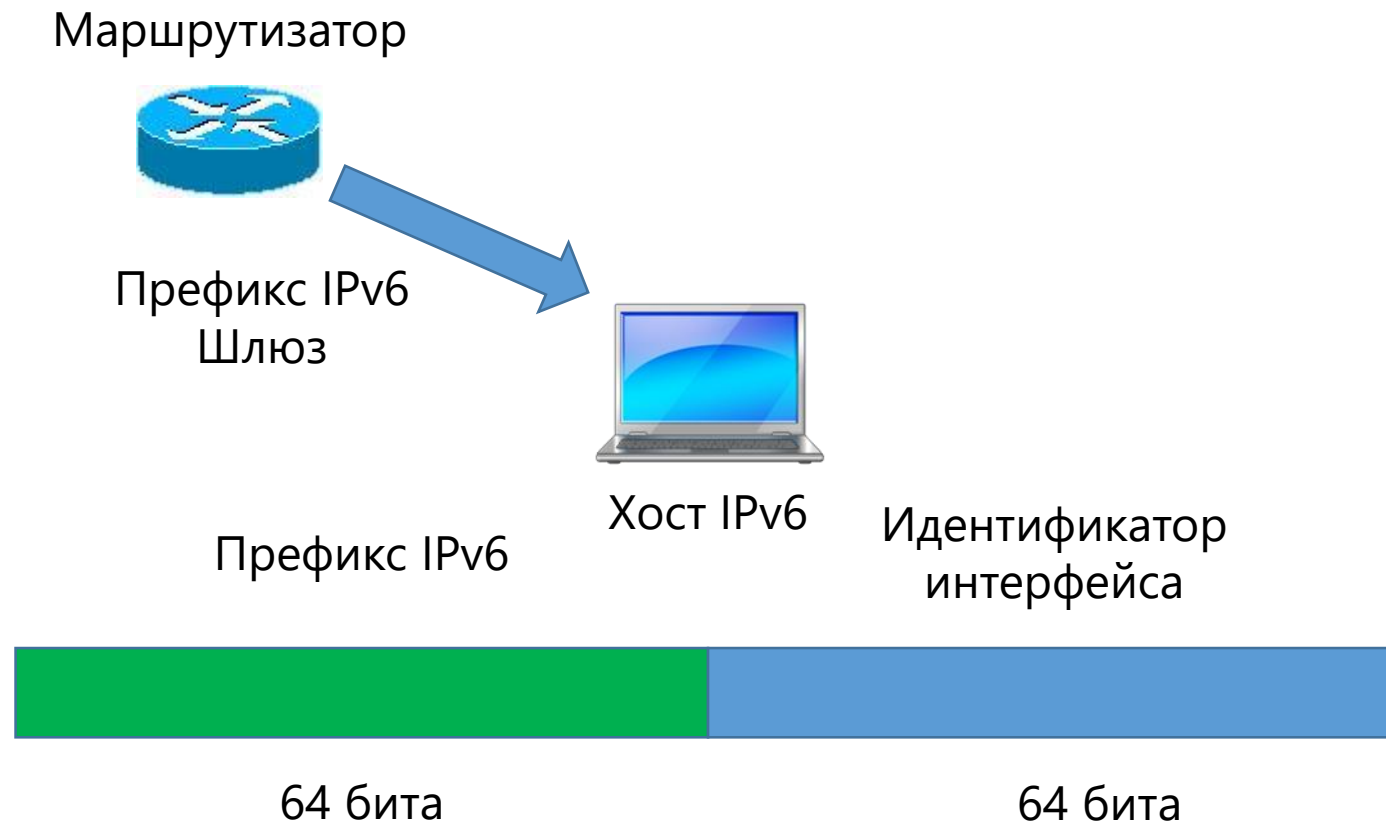 Маршрутизатор
Префикс IPv6
Шлюз
Хост IPv6
Префикс IPv6
Идентификатор
интерфейса
64 бита
64 бита